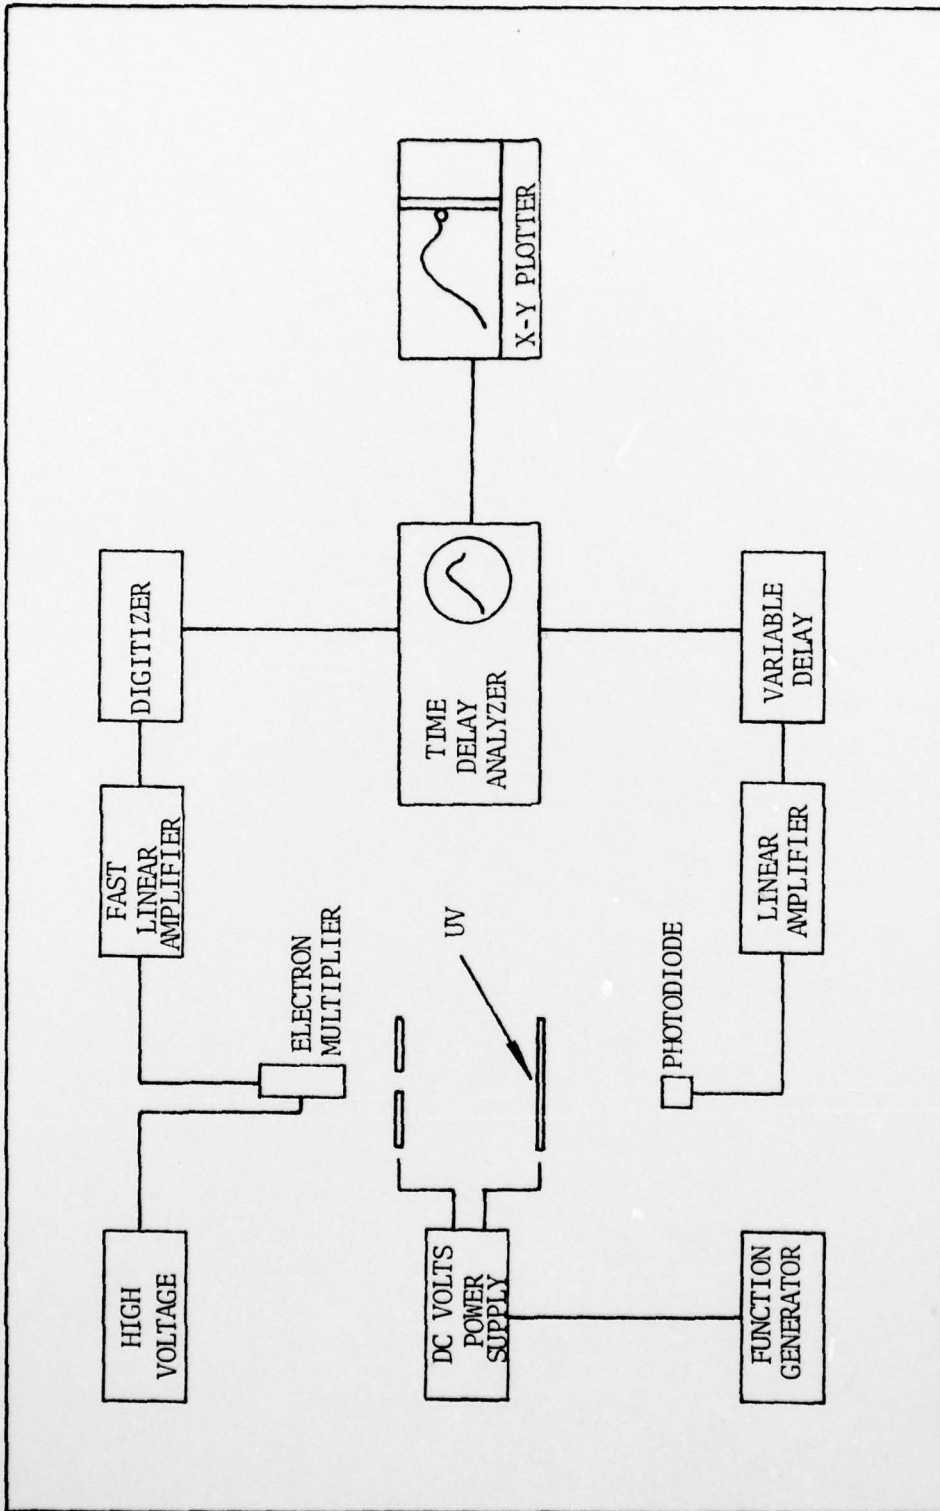 HIGH
VOLTAGE
FAST
LINEAR
AMPLIFIER
DIGITIZER
ELECTRON
MULTIPLIER
DC VOLTS
POWER
SUPPLY
UV
TIME
DELAY
ANALYZER
X-Y PLOTTER
PHOTODIODE
FUNCTION
GENERATOR
LINEAR
AMPLIFIER
VARIABLE
DELAY